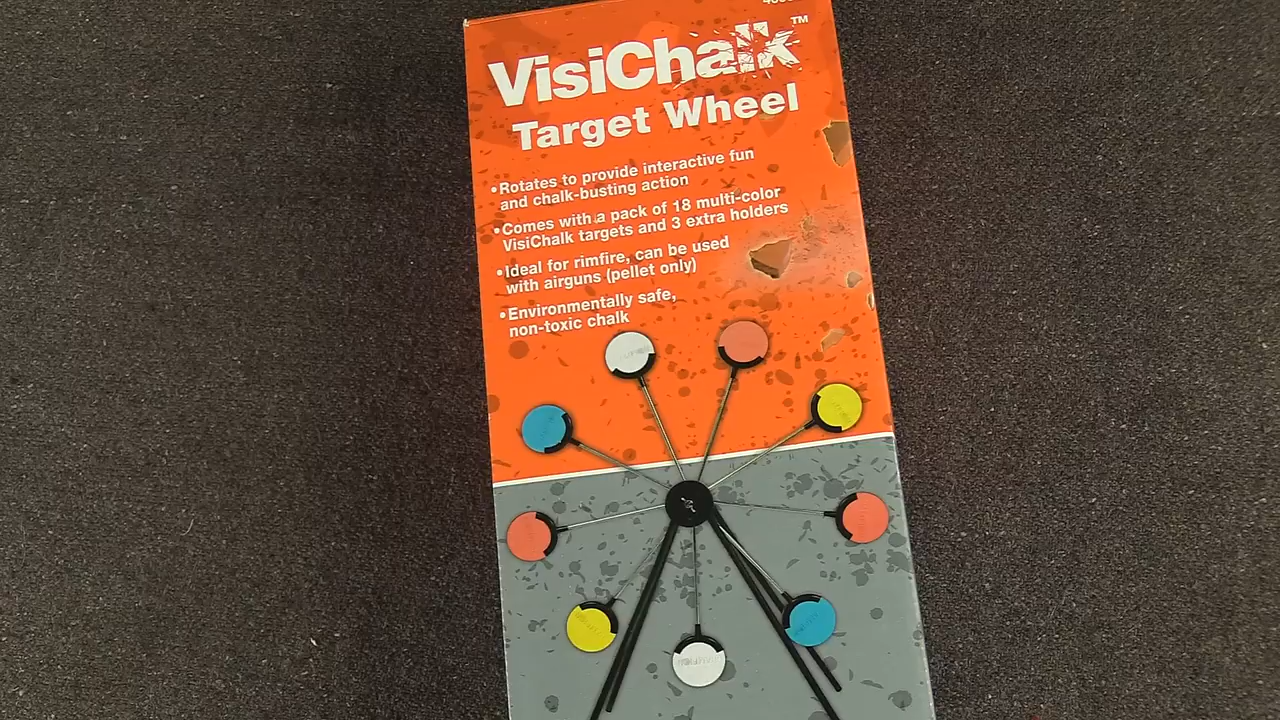 VisiChalk™
Target Wheel
•Rotates to provide interactive fun
and chalk-busting action
•Comes with a pack of 18 multi-color
VisiChalk targets and 3 extra holders
•Ideal for rimfire, can be used
with airguns (pellet only)
•Environmentally safe,
non-toxic chalk